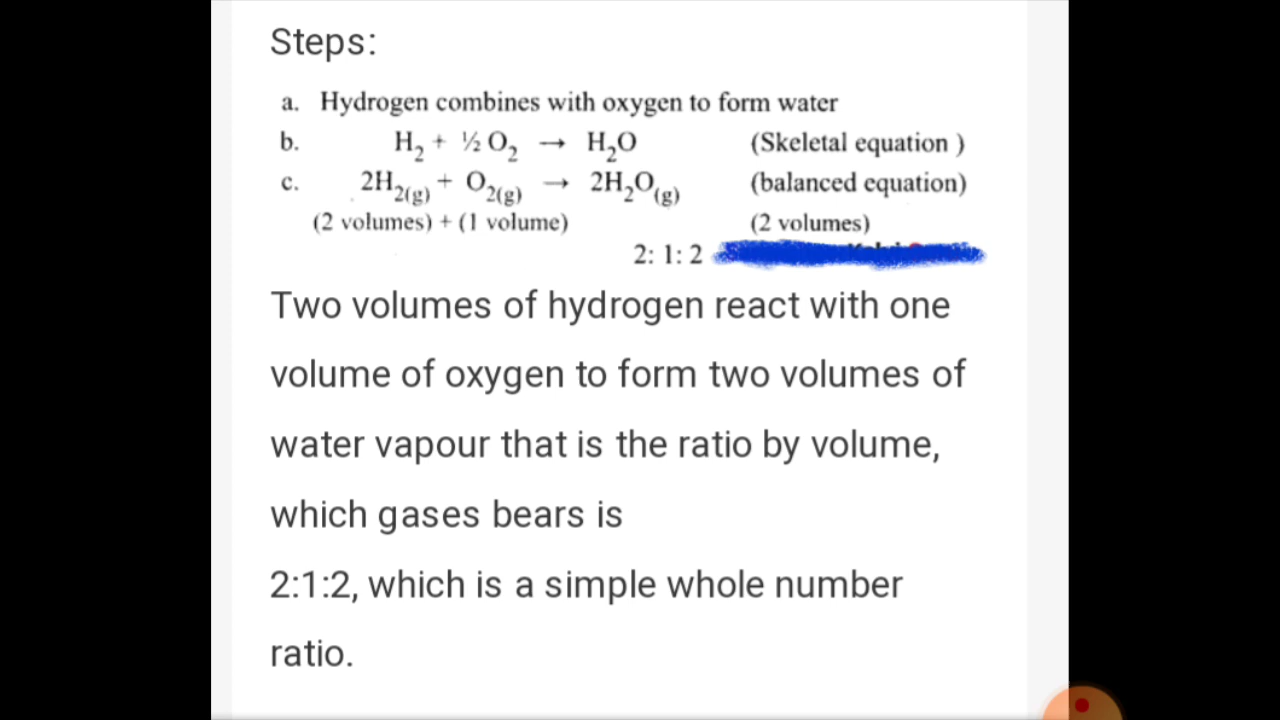 Steps:
a. Hydrogen combines with oxygen to form water
b. H₂ + ½ O₂ → H₂O (Skeletal equation )
c. 2H₂(g) + O₂(g) → 2H₂O(g) (balanced equation)
(2 volumes) + (1 volume) (2 volumes)
2: 1: 2
Two volumes of hydrogen react with one
volume of oxygen to form two volumes of
water vapour that is the ratio by volume,
which gases bears is
2:1:2, which is a simple whole number
ratio.